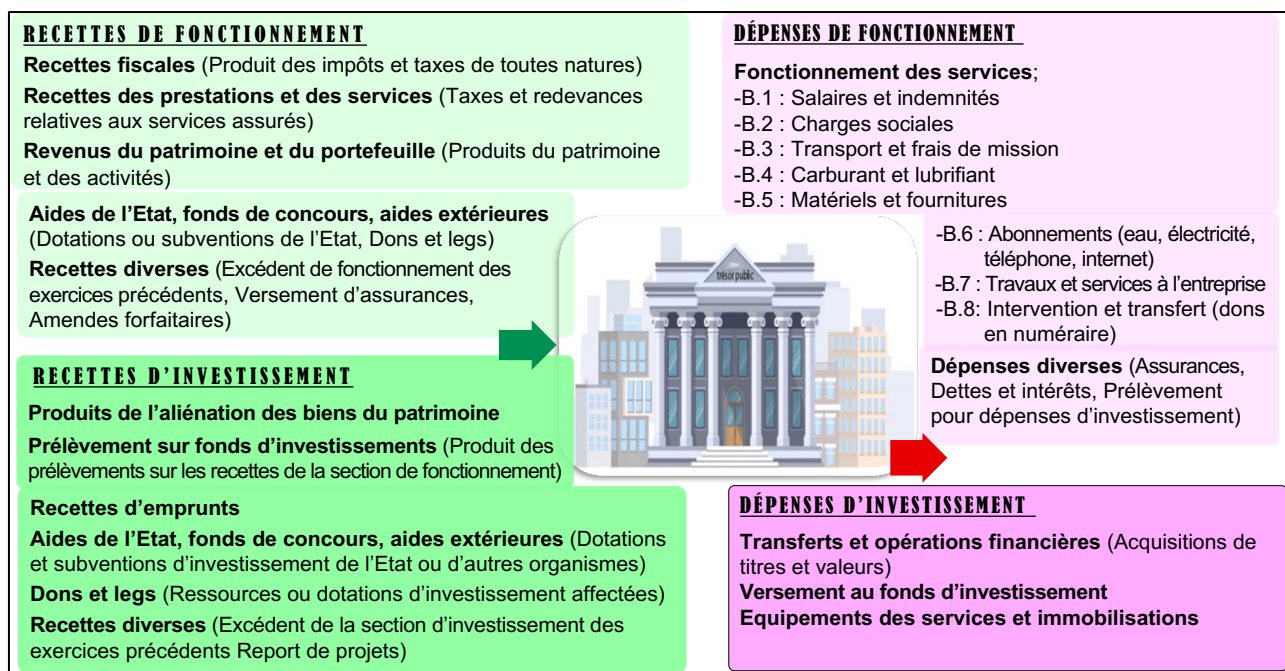 RECETTES DE FONCTIONNEMENT
Recettes fiscales (Produit des impôts et taxes de toutes natures)
Recettes des prestations et des services (Taxes et redevances
relatives aux services assurés)
Revenus du patrimoine et du portefeuille (Produits du patrimoine
et des activités)
Aides de l'Etat, fonds de concours, aides extérieures
(Dotations ou subventions de l'Etat, Dons et legs)
Recettes diverses (Excédent de fonctionnement des
exercices précédents, Versement d'assurances,
Amendes forfaitaires)
RECETTES D'INVESTISSEMENT
Produits de l'aliénation des biens du patrimoine
Prélèvement sur fonds d'investissements (Produit des
prélèvements sur les recettes de la section de fonctionnement)
Recettes d'emprunts
Aides de l'Etat, fonds de concours, aides extérieures (Dotations
et subventions d'investissement de l'Etat ou d'autres organismes)
Dons et legs (Ressources ou dotations d'investissement affectées)
Recettes diverses (Excédent de la section d'investissement des
exercices précédents Report de projets)
trésor public
DÉPENSES DE FONCTIONNEMENT
Fonctionnement des services;
-B.1 : Salaires et indemnités
-B.2 : Charges sociales
-B.3 : Transport et frais de mission
-B.4 : Carburant et lubrifiant
-B.5 : Matériels et fournitures
-B.6 : Abonnements (eau, électricité,
téléphone, internet)
-B.7 : Travaux et services à l'entreprise
-B.8: Intervention et transfert (dons
en numéraire)
Dépenses diverses (Assurances,
Dettes et intérêts, Prélèvement
pour dépenses d'investissement)
DÉPENSES D'INVESTISSEMENT
Transferts et opérations financières (Acquisitions de
titres et valeurs)
Versement au fonds d'investissement
Equipements des services et immobilisations